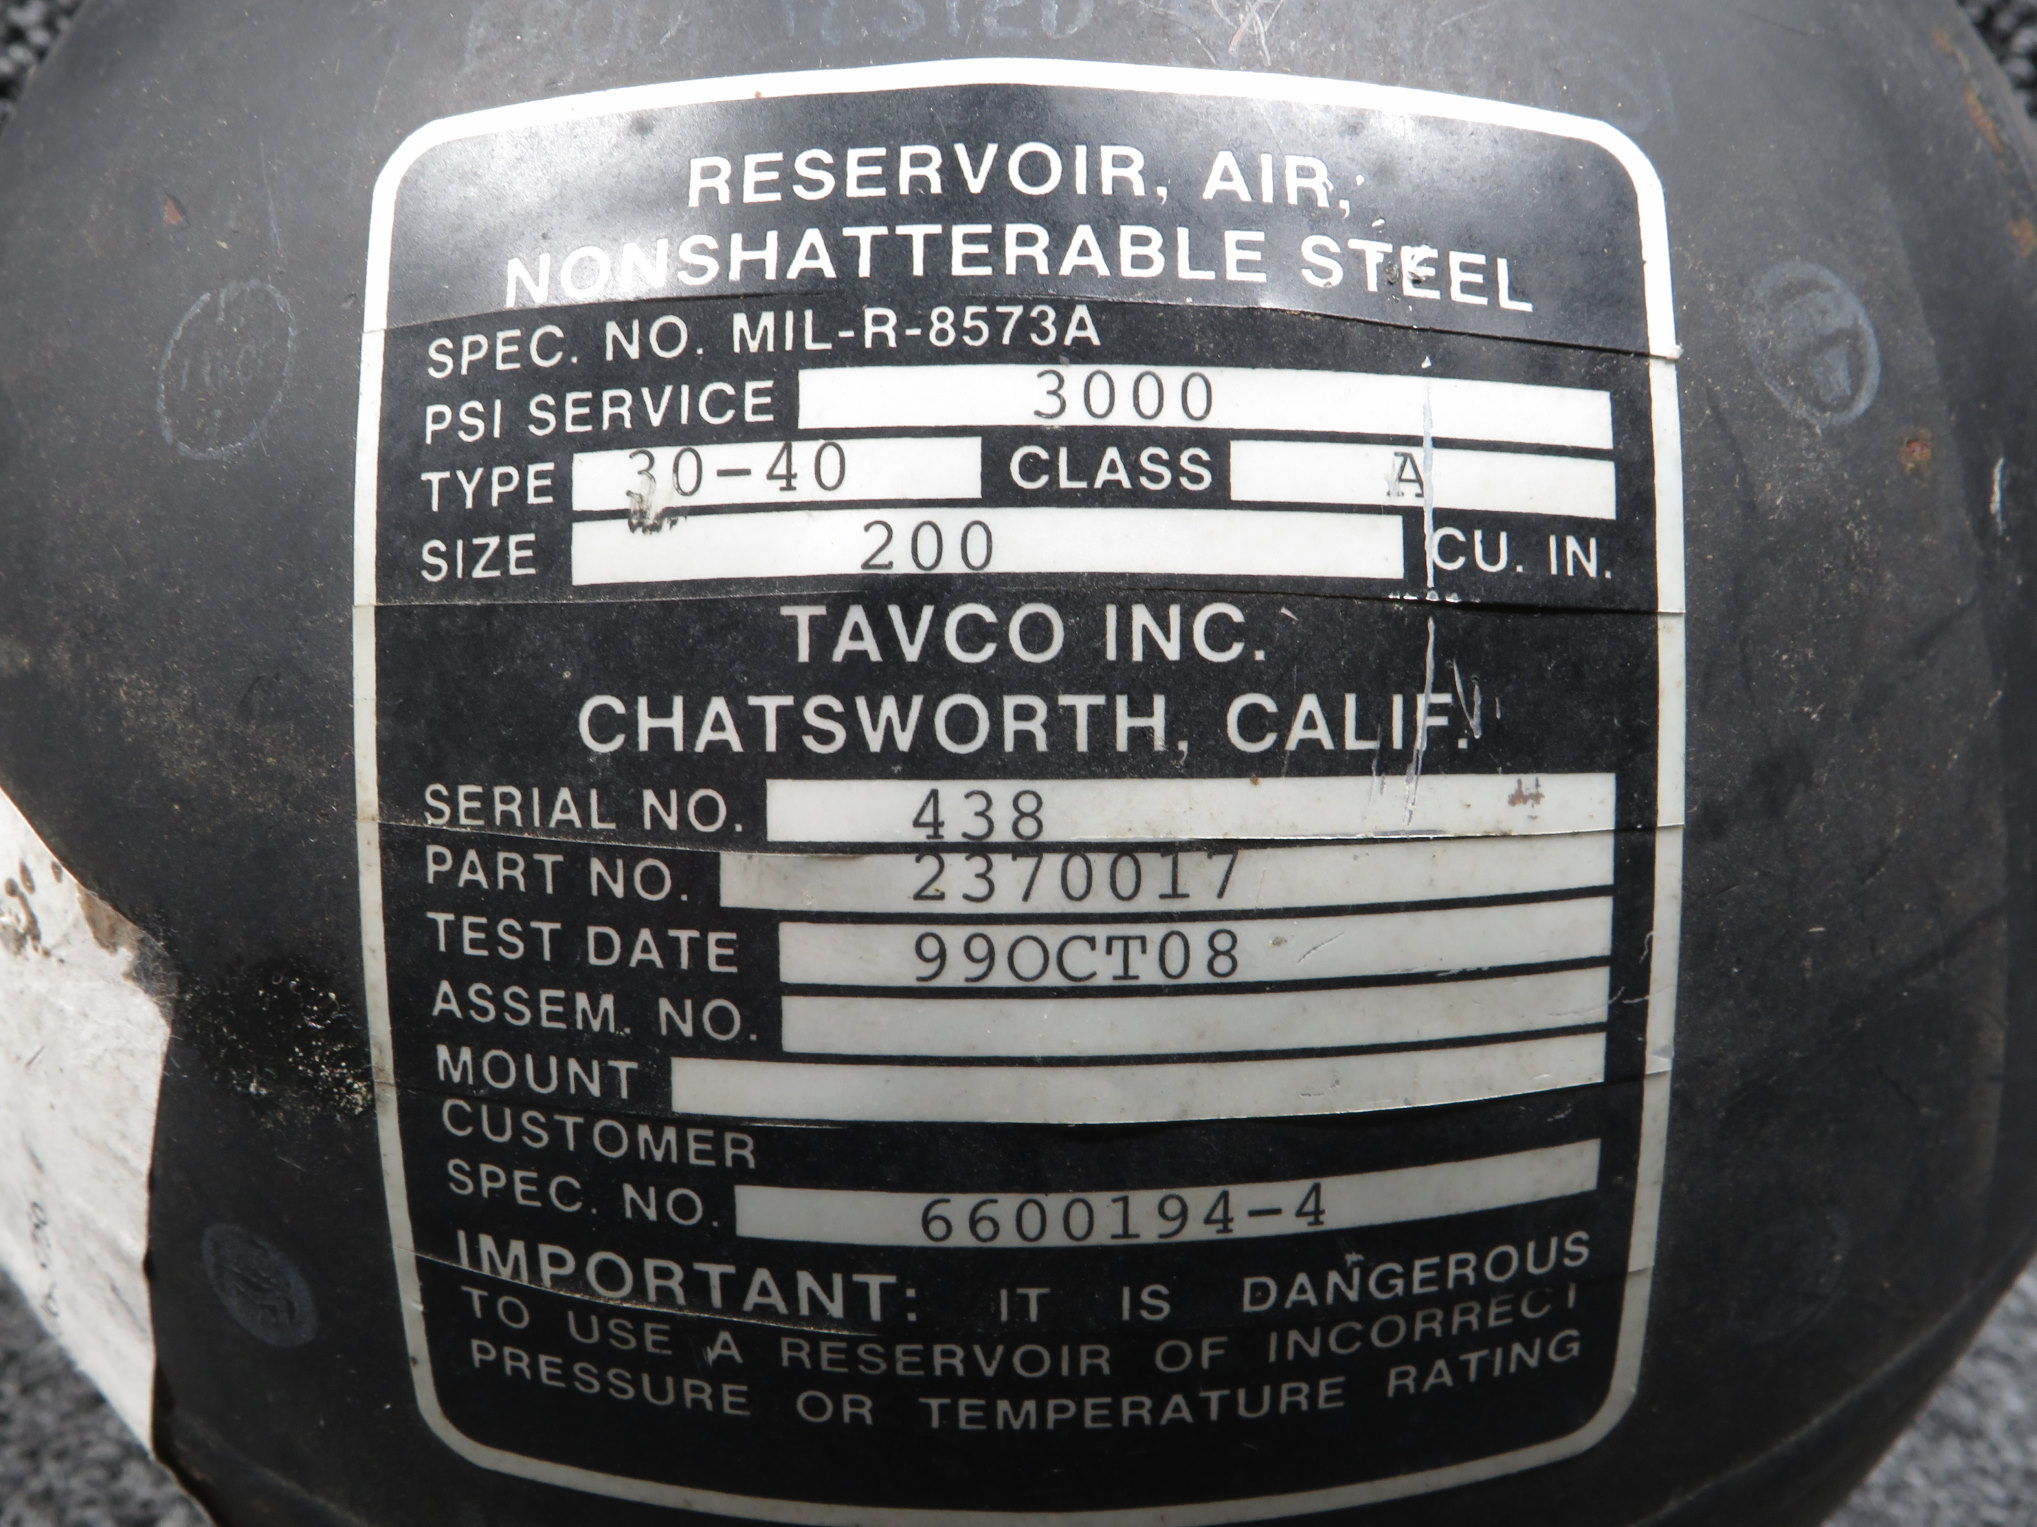 TESTED
RESERVOIR, AIR,
NONSHATTERABLE STEEL
SPEC. NO. MIL-R-8573A
PSI SERVICE 3000
TYPE 30-40 CLASS A
SIZE 200 CU. IN.
TAVCO INC.
CHATSWORTH, CALIF.
SERIAL NO. 438
PART NO. 2370017
TEST DATE 99OCT08
ASSEM. NO.
MOUNT
CUSTOMER
SPEC. NO. 6600194-4
IMPORTANT: IT IS DANGEROUS
TO USE A RESERVOIR OF INCORRECT
PRESSURE OR TEMPERATURE RATING